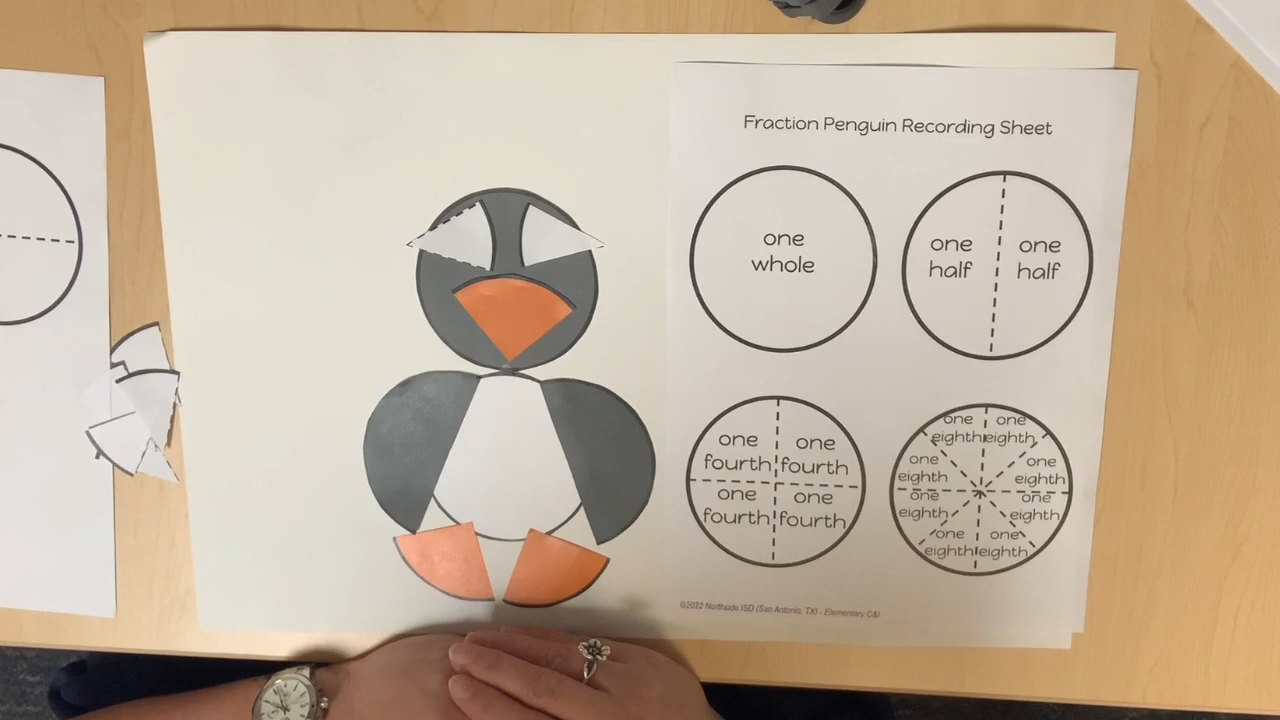 Fraction Penguin Recording Sheet
one
whole
one
half
one
half
one
fourth
one
fourth
one
fourth
one
fourth
one
eighth
one
eighth
one
eighth
one
eighth
one
eighth
one
eighth
one
eighth
one
eighth
©2022 Northside ISD (San Antonio, TX) - Elementary C&I